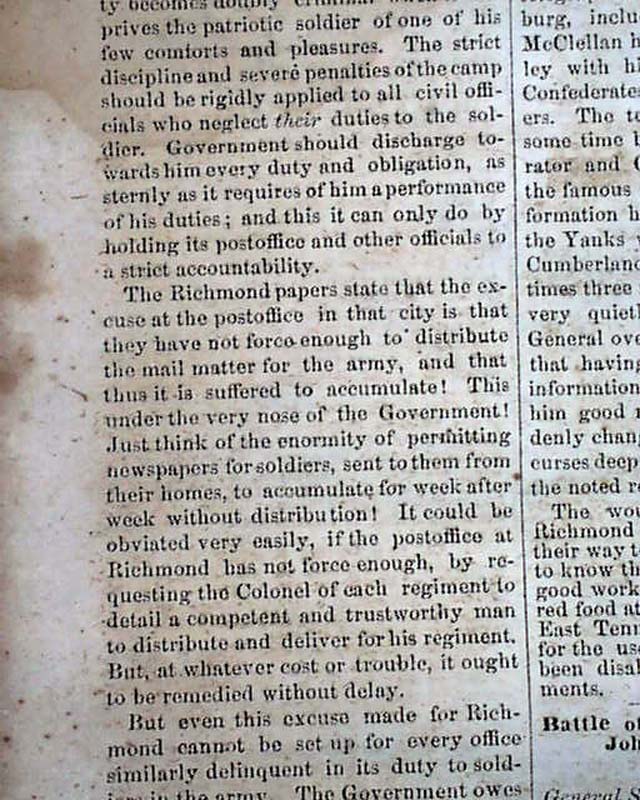 ty becomes doubly criminal
prives the patriotic soldier of one of his
few comforts and pleasures. The strict
discipline and severe penalties of the camp
should be rigidly applied to all civil offi-
cials who neglect their duties to the sol-
dier. Government should discharge to-
wards him every duty and obligation, as
sternly as it requires of him a performance
of his duties; and this it can only do by
holding its postoffice and other officials to
a strict accountability.
The Richmond papers state that the ex-
cuse at the postoffice in that city is that
they have not force enough to distribute
the mail matter for the army, and that
thus it is suffered to accumulate! This
under the very nose of the Government!
Just think of the enormity of permitting
newspapers for soldiers, sent to them from
their homes, to accumulate for week after
week without distribution! It could be
obviated very easily, if the postoffice at
Richmond has not force enough, by re-
questing the Colonel of each regiment to
detail a competent and trustworthy man
to distribute and deliver for his regiment.
But, at whatever cost or trouble, it ought
to be remedied without delay.
But even this excuse made for Rich-
mond cannot be set up for every office
similarly delinquent in its duty to sold-
iers in the army. The Government owes
burg, inclu
McClellan h
ley with hi
Confederate
ers. The te
some time t
rator and
the famous
formation h
the Yanks
Cumberland
times three
very quiet
General ove
that having
information
him good
denly chang
curses deep
the noted re
The wou
Richmond
their way t
to know th
good work
red food at
East Tenn
for the us
been disab
ments.
Battle of
Joh
General S